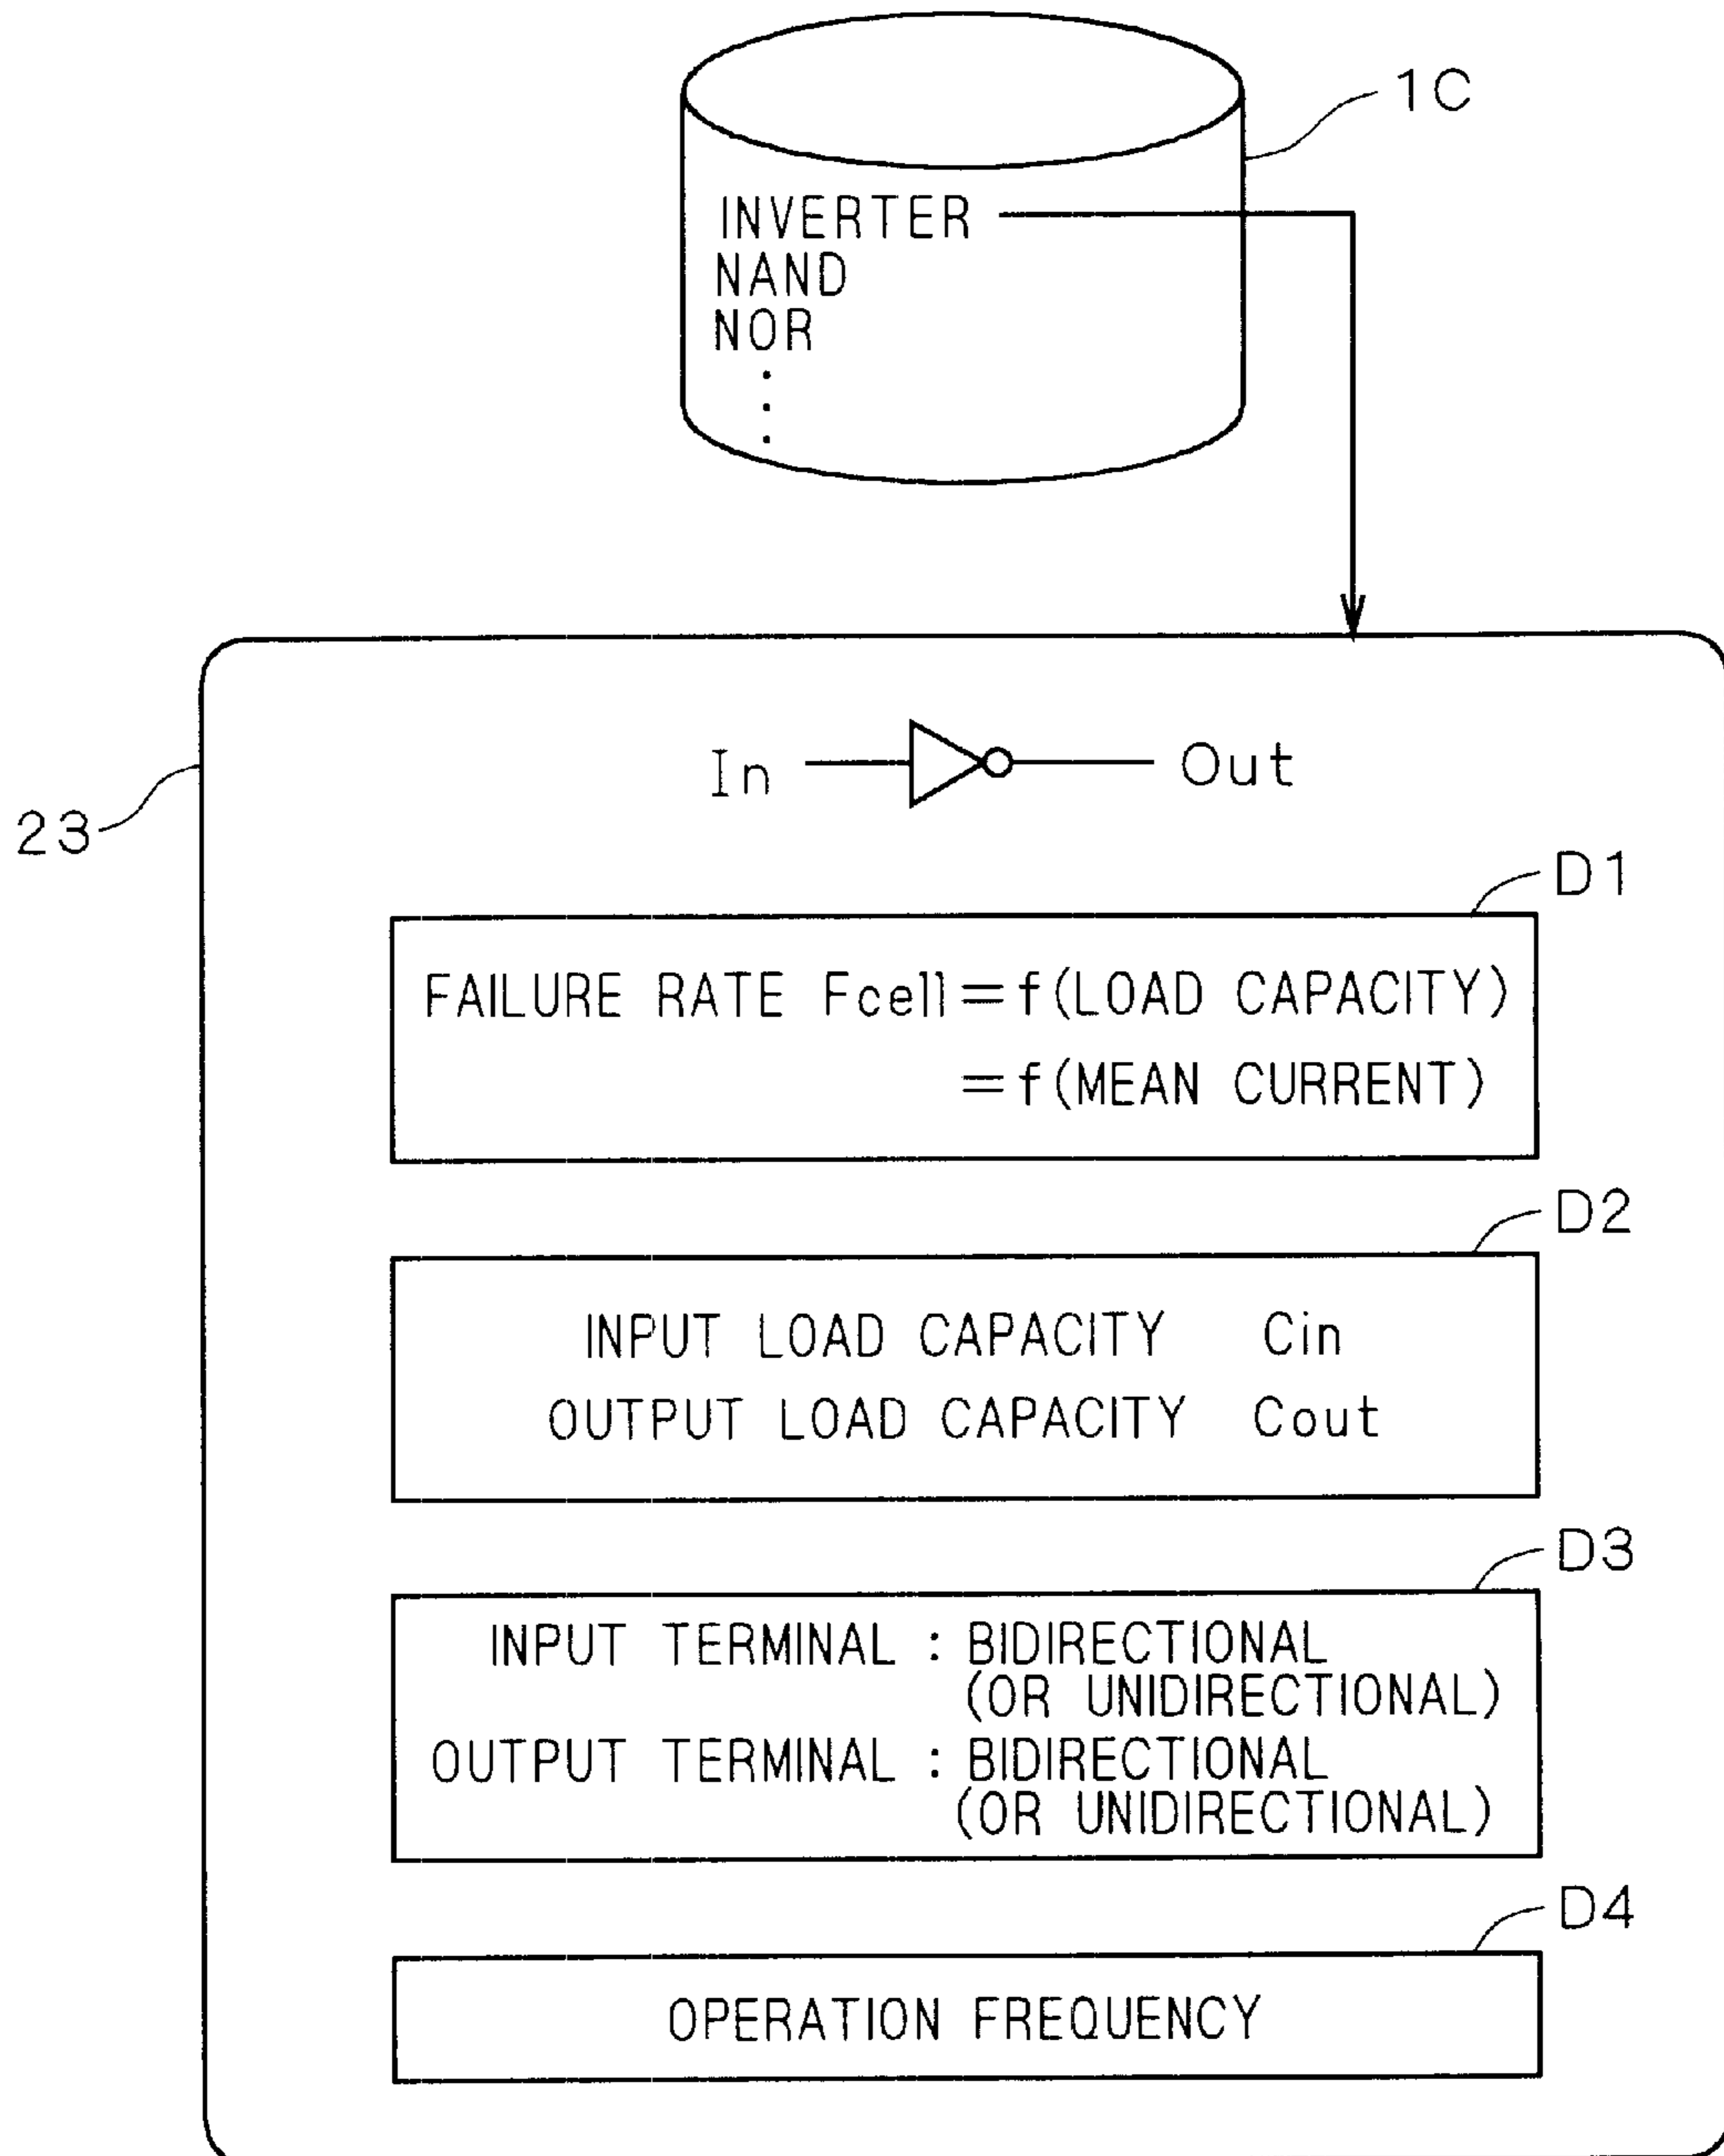 1C
INVERTER
NAND
NOR
In
Out
23
D1
FAILURE RATE Fcell=f(LOAD CAPACITY)
=f(MEAN CURRENT)
D2
INPUT LOAD CAPACITY Cin
OUTPUT LOAD CAPACITY Cout
D3
INPUT TERMINAL : BIDIRECTIONAL
(OR UNIDIRECTIONAL)
OUTPUT TERMINAL : BIDIRECTIONAL
(OR UNIDIRECTIONAL)
D4
OPERATION FREQUENCY